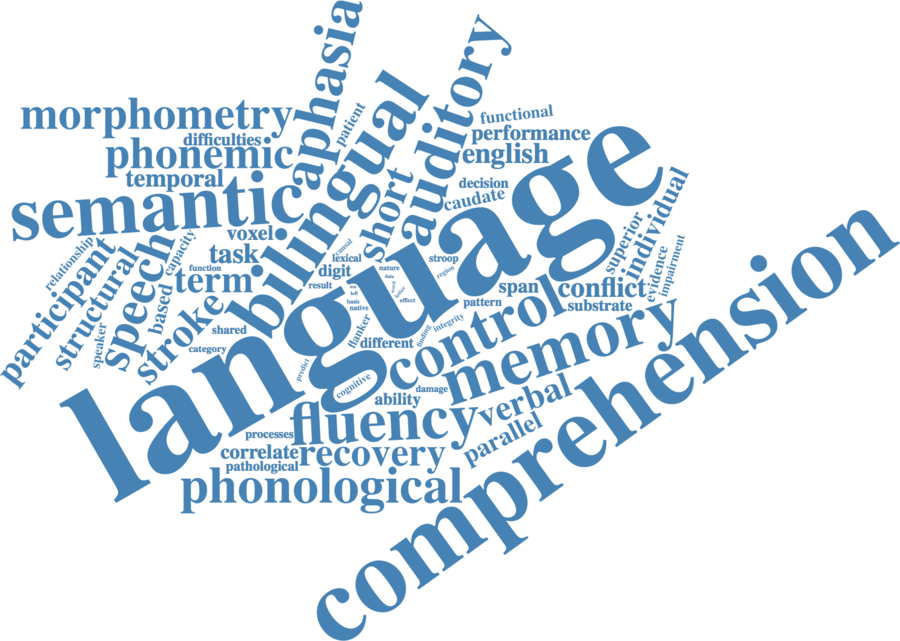 aphasia
auditory
bilingual
morphometry
patient
functional
difficulties
performance
phonemic
english
temporal
short
decision
caudate
semantic
language
individual
superior
voxel
causal
lexical
stroop
relationship
participant
structural
speech
capacity
task
function
term
digit
nature
data
region
evidence
impairment
result
word
letter
left
span
conflict
based
stroke
native
effect
pattern
substrate
speaker
shared
flanker
control
integrity
finding
different
category
predict
cognitive
memory
damage
ability
comprehension
fluency
verbal
processes
parallel
correlate
recovery
pathological
phonological